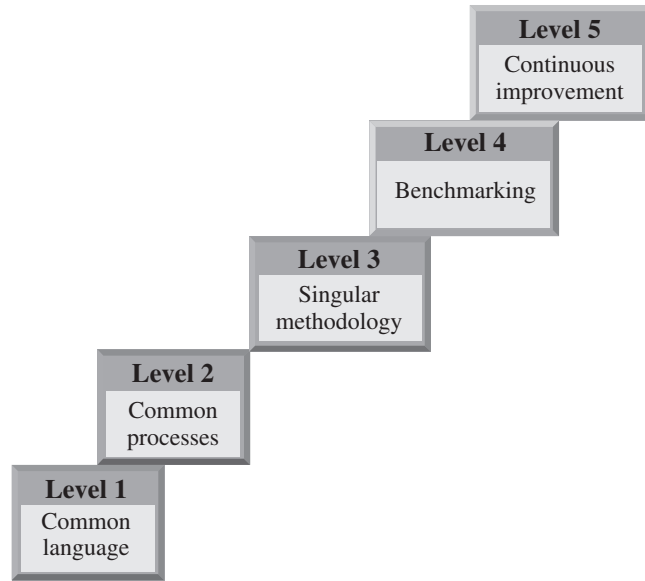 Level 5
Continuous
improvement
Level 4
Benchmarking
Level 3
Singular
methodology
Level 2
Common
processes
Level 1
Common
language